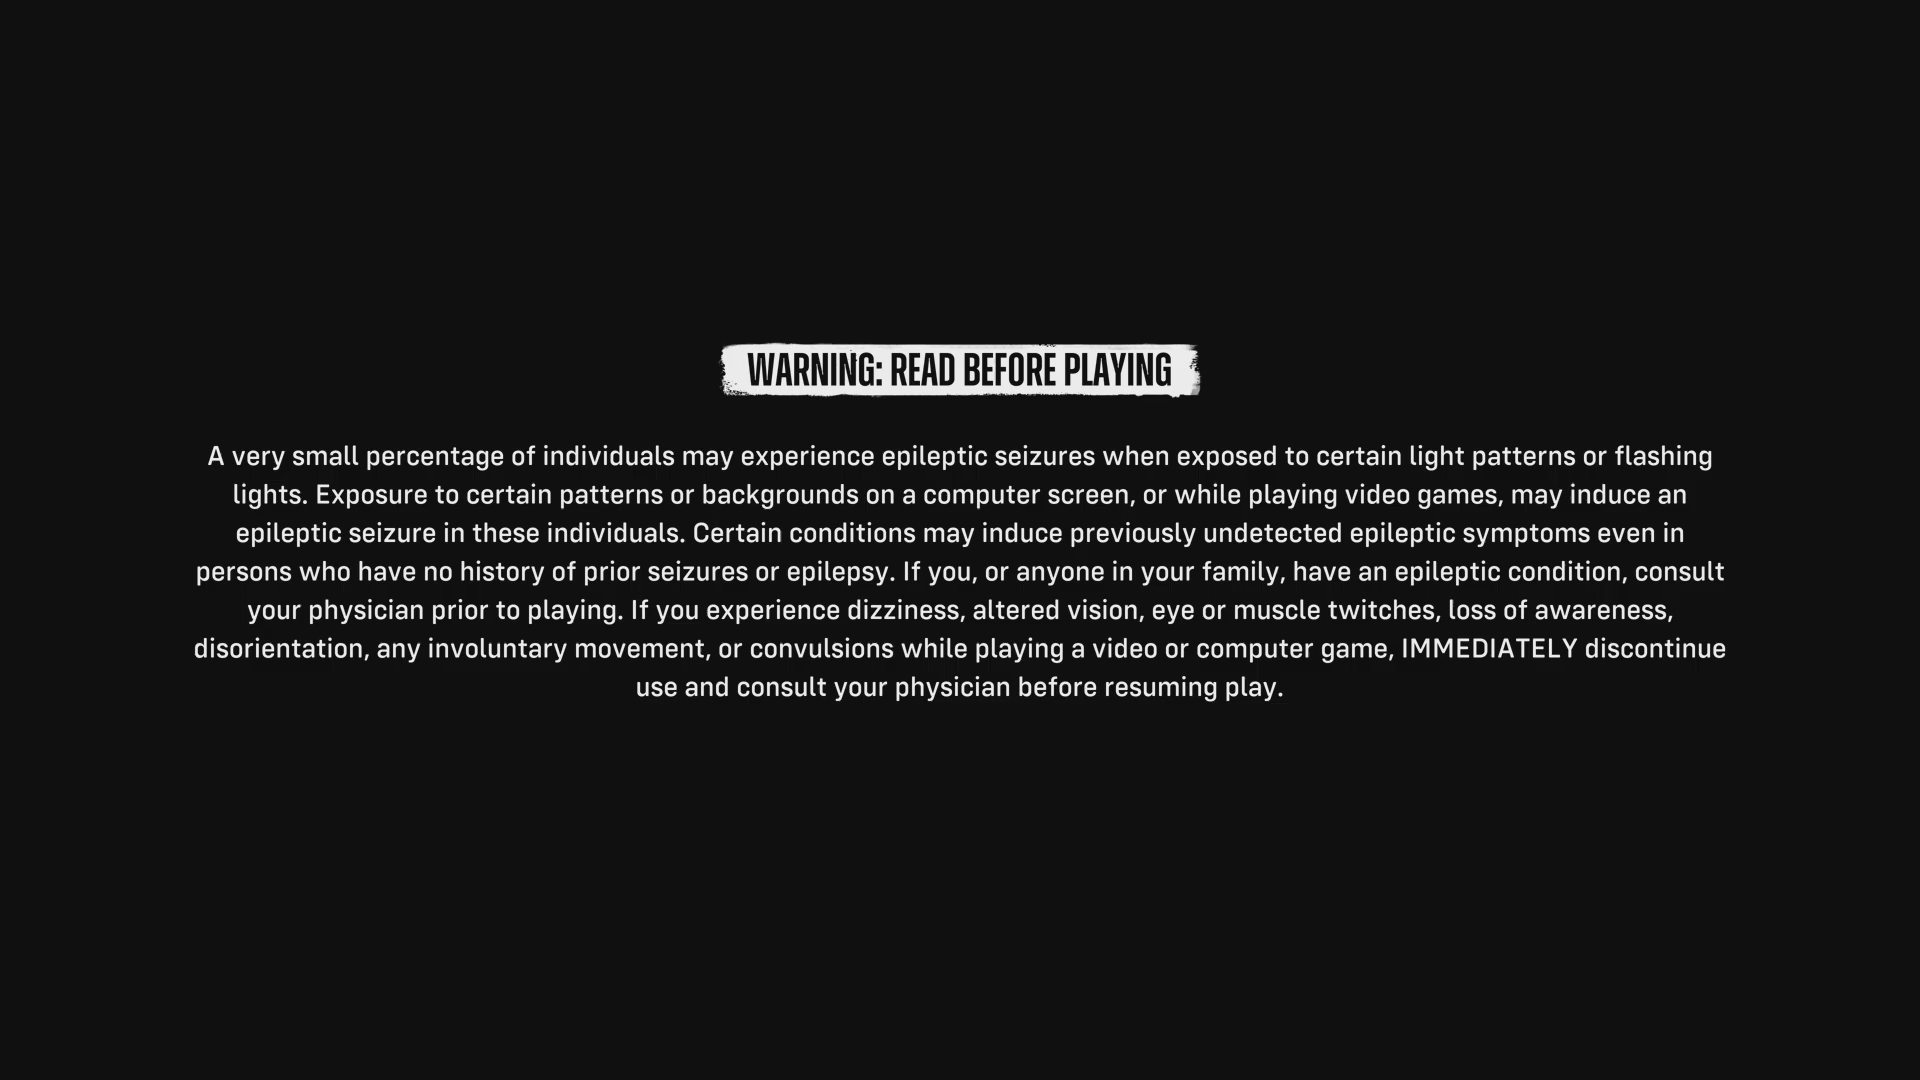 WARNING: READ BEFORE PLAYING
A very small percentage of individuals may experience epileptic seizures when exposed to certain light patterns or flashing
lights. Exposure to certain patterns or backgrounds on a computer screen, or while playing video games, may induce an
epileptic seizure in these individuals. Certain conditions may induce previously undetected epileptic symptoms even in
persons who have no history of prior seizures or epilepsy. If you, or anyone in your family, have an epileptic condition, consult
your physician prior to playing. If you experience dizziness, altered vision, eye or muscle twitches, loss of awareness,
disorientation, any involuntary movement, or convulsions while playing a video or computer game, IMMEDIATELY discontinue
use and consult your physician before resuming play.